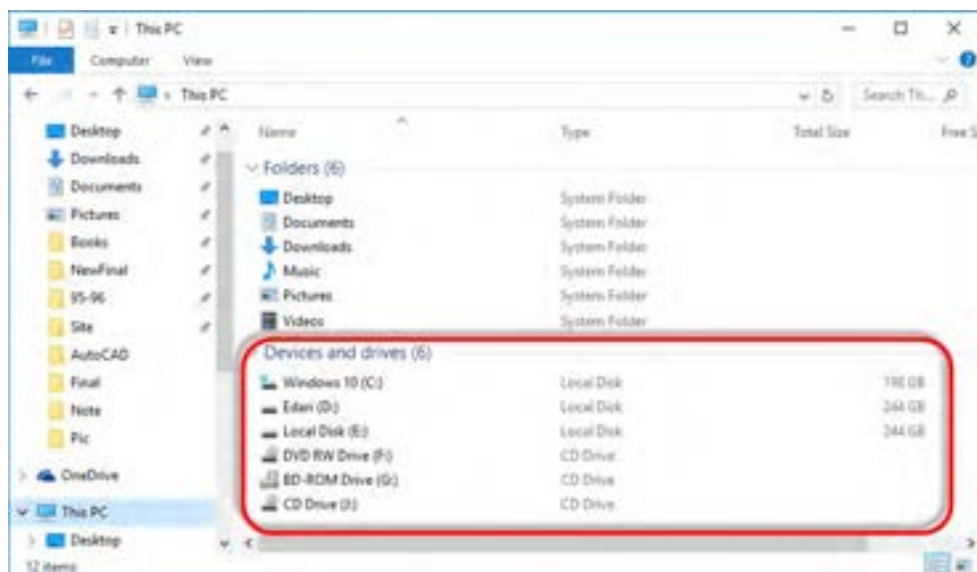 This PC
File Computer View
This PC Search Th...
Name Type Total Size Free S
Desktop
Downloads
Documents
Pictures
Books
NewFinal
95-96
Site
AutoCAD
Final
Note
Pic
OneDrive
This PC
Desktop
12 items
Folders (6)
Desktop System Folder
Documents System Folder
Downloads System Folder
Music System Folder
Pictures System Folder
Videos System Folder
Devices and drives (6)
Windows 10 (C:) Local Disk 198 GB
Edari (D:) Local Disk 244 GB
Local Disk (E:) Local Disk 244 GB
DVD RW Drive (F:) CD Drive
BD-ROM Drive (G:) CD Drive
CD Drive (I:) CD Drive